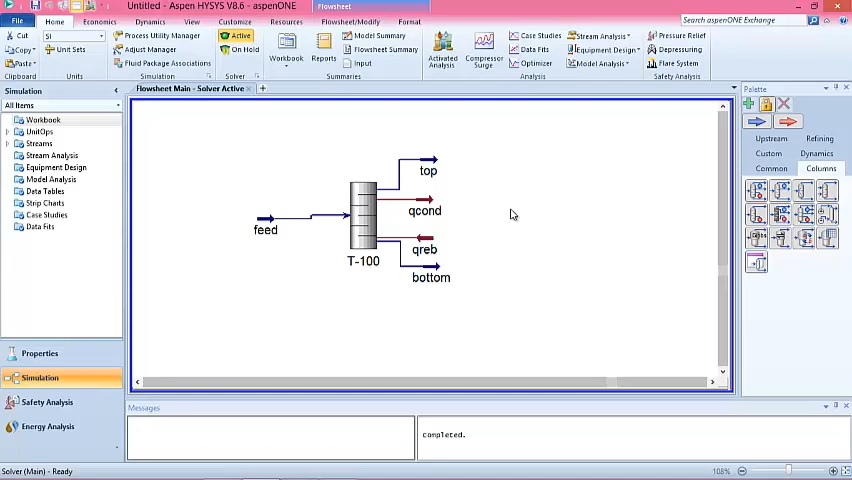 Untitled - Aspen HYSYS V8.6 - aspenONE
Flowsheet
File
Home
Economics
Dynamics
View
Customize
Resources
Flowsheet/Modify
Format
Search aspenONE Exchange
Cut
Copy
Paste
Clipboard
SI
Unit Sets
Units
Process Utility Manager
Adjust Manager
Fluid Package Associations
Simulation
Active
On Hold
Solver
Workbook
Reports
Model Summary
Flowsheet Summary
Input
Summaries
Activated Analysis
Compressor Surge
Case Studies
Data Fits
Optimizer
Stream Analysis
Equipment Design
Model Analysis
Analysis
Pressure Relief
Depressuring
Flare System
Safety Analysis
Simulation
All Items
Workbook
UnitOps
Streams
Stream Analysis
Equipment Design
Model Analysis
Data Tables
Strip Charts
Case Studies
Data Fits
Properties
Simulation
Safety Analysis
Energy Analysis
Flowsheet Main - Solver Active
top
qcond
feed
qreb
T-100
bottom
Palette
Upstream
Refining
Custom
Dynamics
Common
Columns
Messages
completed.
Solver (Main) - Ready
108%